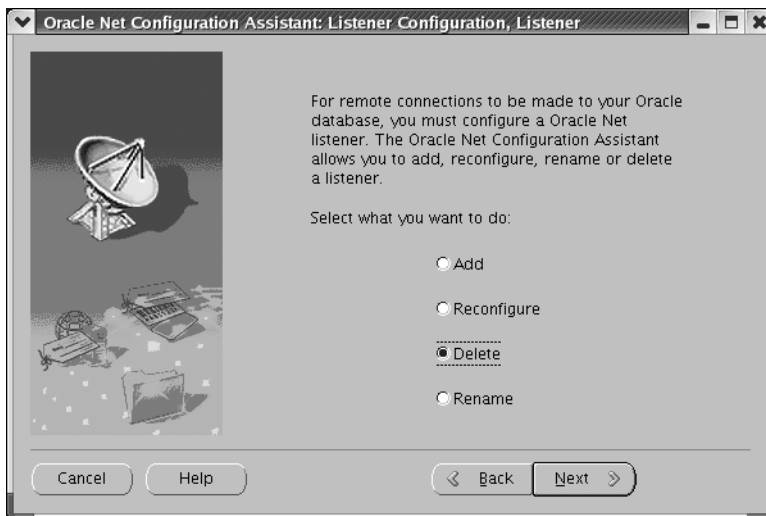 Oracle Net Configuration Assistant: Listener Configuration, Listener
For remote connections to be made to your Oracle
database, you must configure a Oracle Net
listener. The Oracle Net Configuration Assistant
allows you to add, reconfigure, rename or delete
a listener.
Select what you want to do:
Add
Reconfigure
Delete
Rename
Cancel Help Back Next